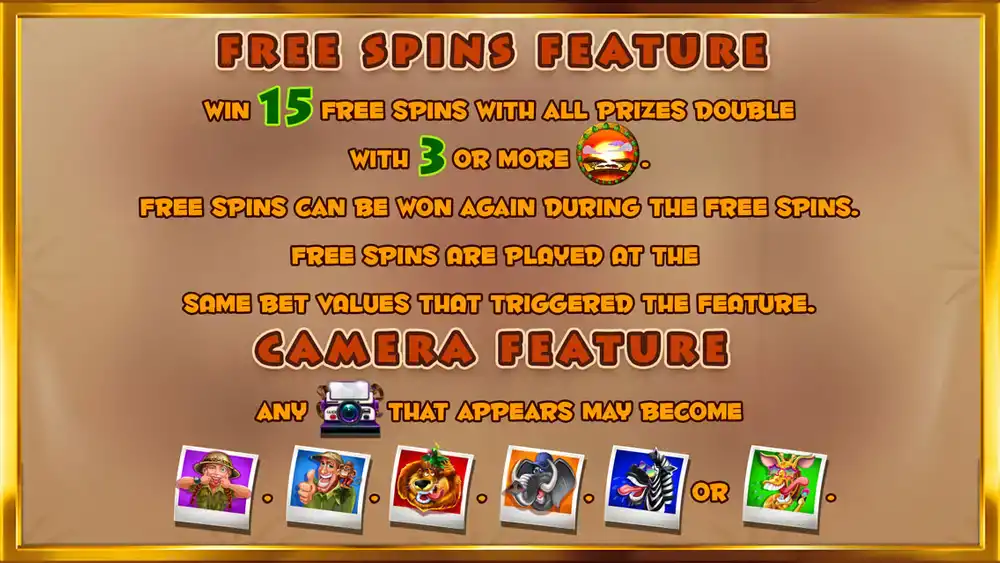 FREE SPINS FEATURE
WIN 15 FREE SPINS WITH ALL PRIZES DOUBLE
WITH 3 OR MORE .
FREE SPINS CAN BE WON AGAIN DURING THE FREE SPINS.
FREE SPINS ARE PLAYED AT THE
SAME BET VALUES THAT TRIGGERED THE FEATURE.
CAMERA FEATURE
ANY THAT APPEARS MAY BECOME
. . . . OR .